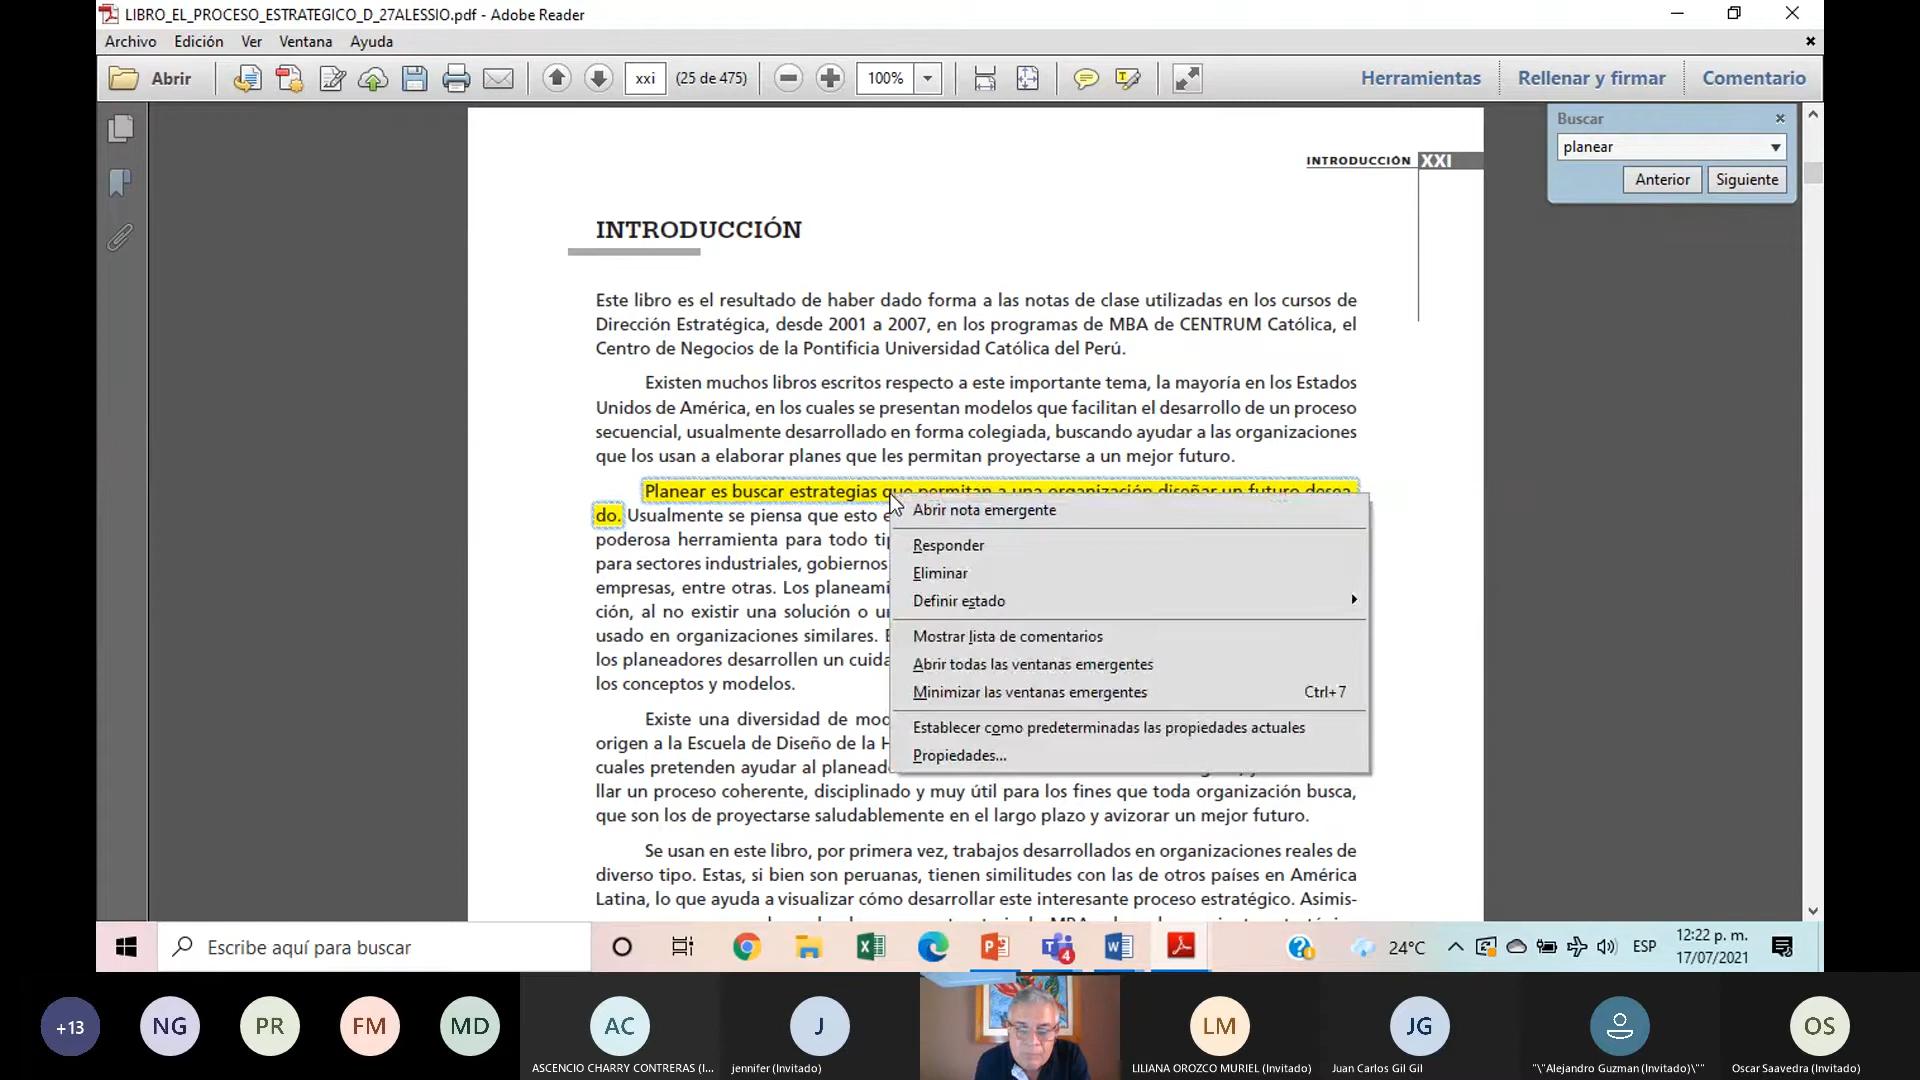 LIBRO_EL_PROCESO_ESTRATEGICO_D_27ALESSIO.pdf - Adobe Reader
Archivo Edición Ver Ventana Ayuda
Abrir xxi (25 de 475) 100% Herramientas Rellenar y firmar Comentario
Buscar
planear
Anterior Siguiente
INTRODUCCIÓN XXI
INTRODUCCIÓN
Este libro es el resultado de haber dado forma a las notas de clase utilizadas en los cursos de
Dirección Estratégica, desde 2001 a 2007, en los programas de MBA de CENTRUM Católica, el
Centro de Negocios de la Pontificia Universidad Católica del Perú.
Existen muchos libros escritos respecto a este importante tema, la mayoría en los Estados
Unidos de América, en los cuales se presentan modelos que facilitan el desarrollo de un proceso
secuencial, usualmente desarrollado en forma colegiada, buscando ayudar a las organizaciones
que los usan a elaborar planes que les permitan proyectarse a un mejor futuro.
Planear es buscar estrategias que permitan a una organización diseñar un futuro desea-
do. Usualmente se piensa que esto
poderosa herramienta para todo
para sectores industriales, gobiernos
empresas, entre otras. Los
ción, al no existir una solución o
usado en organizaciones similares.
los planeadores desarrollen un
los conceptos y modelos.
Existe una diversidad de
origen a la Escuela de Diseño de la
cuales pretenden ayudar al
llar un proceso coherente, disciplinado y muy útil para los fines que toda organización busca,
que son los de proyectarse saludablemente en el largo plazo y avizorar un mejor futuro.
Se usan en este libro, por primera vez, trabajos desarrollados en organizaciones reales de
diverso tipo. Estas, si bien son peruanas, tienen similitudes con las de otros países en América
Latina, lo que ayuda a visualizar cómo desarrollar este interesante proceso estratégico. Asimis-
Abrir nota emergente
Responder
Eliminar
Definir estado
Mostrar lista de comentarios
Abrir todas las ventanas emergentes
Minimizar las ventanas emergentes Ctrl+7
Establecer como predeterminadas las propiedades actuales
Propiedades...
Escribe aquí para buscar 4 24°C ESP 12:22 p. m.
17/07/2021
+13 NG PR FM MD AC J LM JG OS
ASCENCIO CHARRY CONTRERAS (I... jennifer (Invitado) LILIANA OROZCO MURIEL (Invitado) Juan Carlos Gil Gil "\"Alejandro Guzman (Invitado)\"" Oscar Saavedra (Invitado)